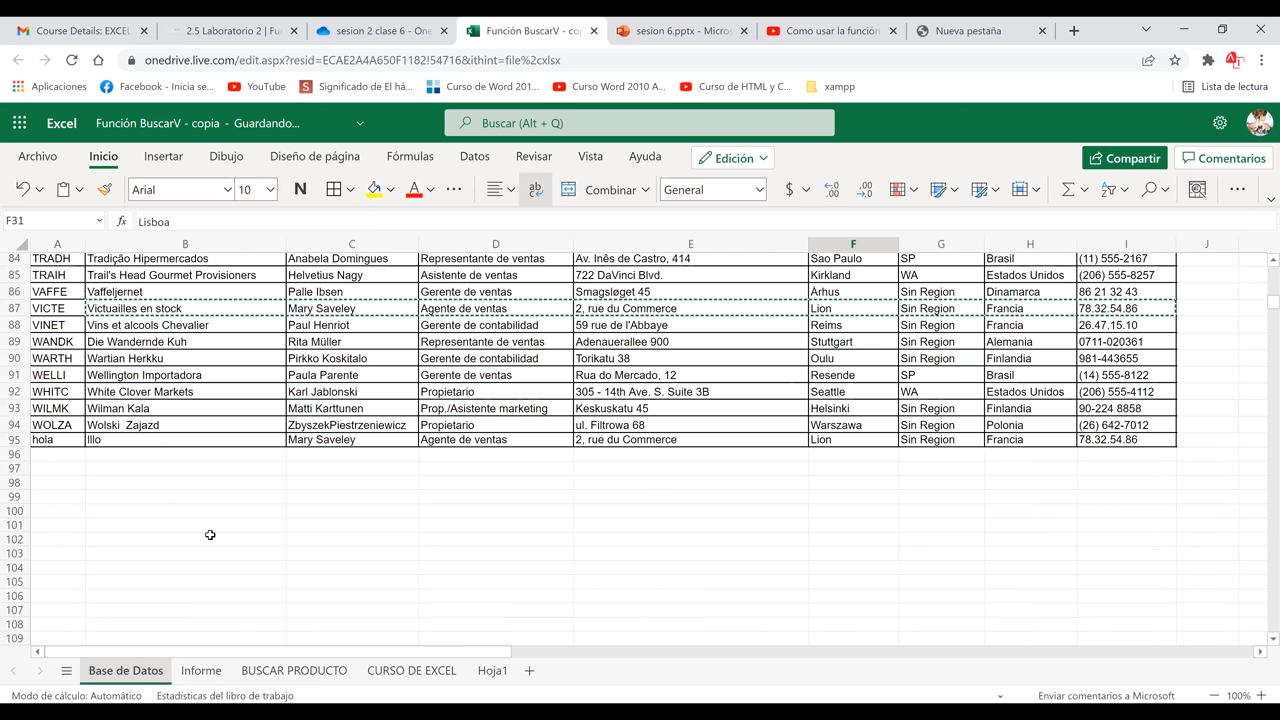 Course Details: EXCEL
2.5 Laboratorio 2 | Fu
sesion 2 clase 6 - One
Función BuscarV - cop
sesion 6.pptx - Micros
Como usar la función
Nueva pestaña
onedrive.live.com/edit.aspx?resid=ECAE2A4A650F1182!54716&ithint=file%2cxlsx
Aplicaciones
Facebook - Inicia se...
YouTube
Significado de El há...
Curso de Word 201...
Curso Word 2010 A...
Curso de HTML y C...
xampp
Lista de lectura
Excel
Función BuscarV - copia - Guardando...
Buscar (Alt + Q)
Archivo Inicio Insertar Dibujo Diseño de página Fórmulas Datos Revisar Vista Ayuda Edición Compartir Comentarios
Arial 10 N ab Combinar General $
F31 fx Lisboa
A B C D E F G H I J
84 TRADH Tradição Hipermercados Anabela Domingues Representante de ventas Av. Inês de Castro, 414 Sao Paulo SP Brasil (11) 555-2167
85 TRAIH Trail's Head Gourmet Provisioners Helvetius Nagy Asistente de ventas 722 DaVinci Blvd. Kirkland WA Estados Unidos (206) 555-8257
86 VAFFE Vaffeljernet Palle Ibsen Gerente de ventas Smagsløget 45 Århus Sin Region Dinamarca 86 21 32 43
87 VICTE Victuailles en stock Mary Saveley Agente de ventas 2, rue du Commerce Lion Sin Region Francia 78.32.54.86
88 VINET Vins et alcools Chevalier Paul Henriot Gerente de contabilidad 59 rue de l'Abbaye Reims Sin Region Francia 26.47.15.10
89 WANDK Die Wandernde Kuh Rita Müller Representante de ventas Adenauerallee 900 Stuttgart Sin Region Alemania 0711-020361
90 WARTH Wartian Herkku Pirkko Koskitalo Gerente de contabilidad Torikatu 38 Oulu Sin Region Finlandia 981-443655
91 WELLI Wellington Importadora Paula Parente Gerente de ventas Rua do Mercado, 12 Resende SP Brasil (14) 555-8122
92 WHITC White Clover Markets Karl Jablonski Propietario 305 - 14th Ave. S. Suite 3B Seattle WA Estados Unidos (206) 555-4112
93 WILMK Wilman Kala Matti Karttunen Prop./Asistente marketing Keskuskatu 45 Helsinki Sin Region Finlandia 90-224 8858
94 WOLZA Wolski Zajazd ZbyszekPiestrzeniewicz Propietario ul. Filtrowa 68 Warszawa Sin Region Polonia (26) 642-7012
95 hola lllo Mary Saveley Agente de ventas 2, rue du Commerce Lion Sin Region Francia 78.32.54.86
96
97
98
99
100
101
102
103
104
105
106
107
108
109
Base de Datos Informe BUSCAR PRODUCTO CURSO DE EXCEL Hoja1
Modo de cálculo: Automático Estadísticas del libro de trabajo Enviar comentarios a Microsoft 100%